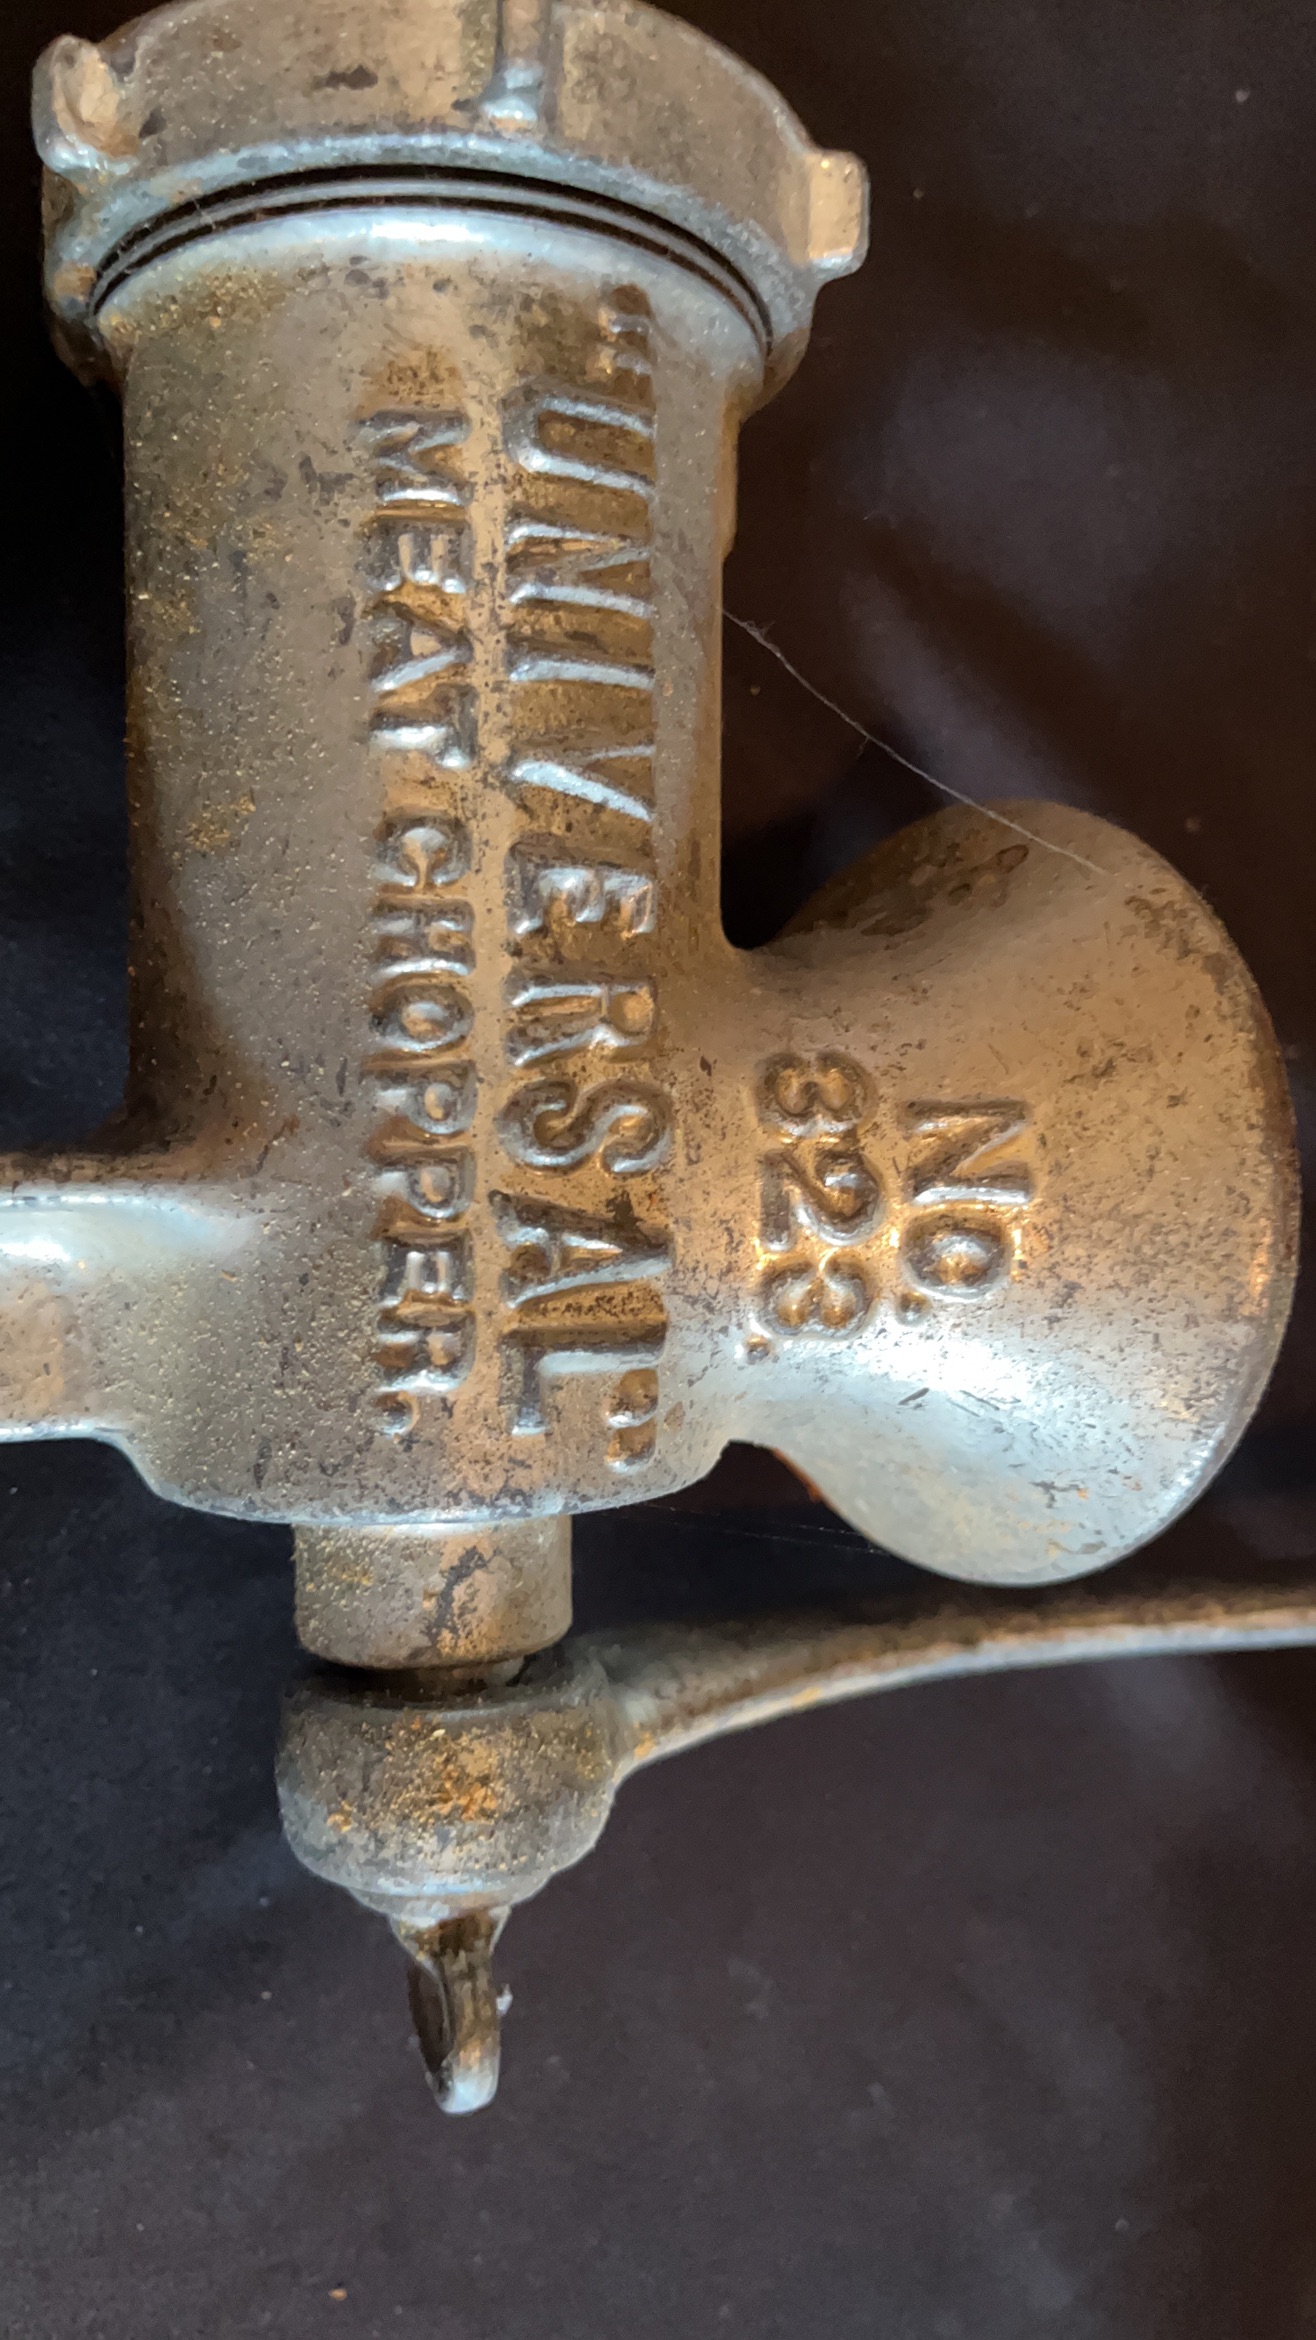 NO.
323.
"UNIVERSAL"
MEAT CHOPPER.